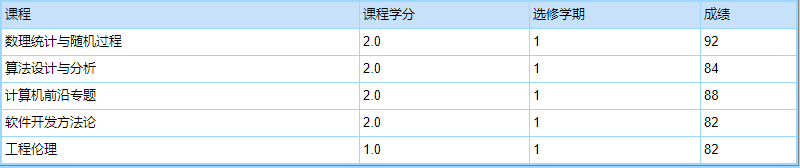 课程 课程学分 选修学期 成绩
数理统计与随机过程 2.0 1 92
算法设计与分析 2.0 1 84
计算机前沿专题 2.0 1 88
软件开发方法论 2.0 1 82
工程伦理 1.0 1 82